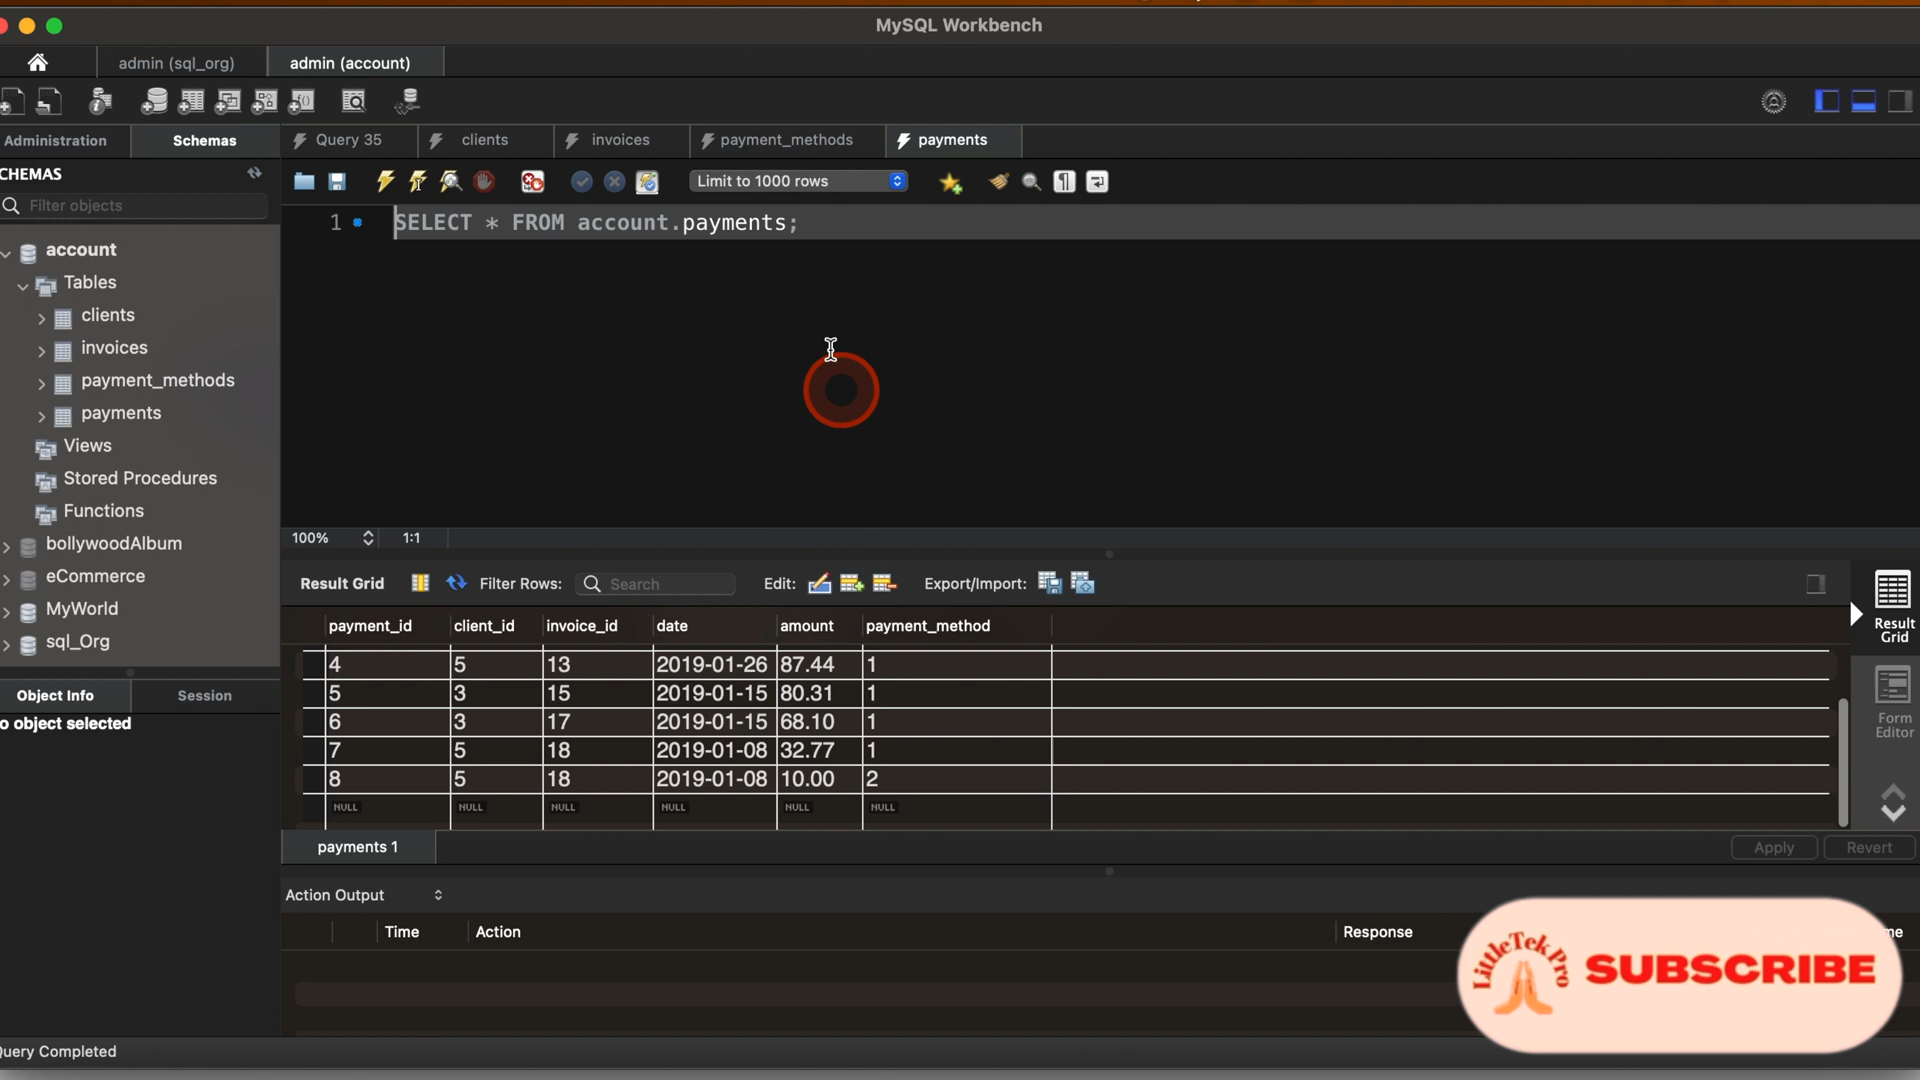 MySQL Workbench
admin (sql_org) admin (account)
Administration Schemas Query 35 clients invoices payment_methods payments
CHEMAS
Limit to 1000 rows
Filter objects
1 SELECT * FROM account.payments;
account
Tables
clients
invoices
payment_methods
payments
Views
Stored Procedures
Functions
bollywoodAlbum
eCommerce
MyWorld
sql_Org
100% 1:1
Result Grid Filter Rows: Search Edit: Export/Import:
payment_id client_id invoice_id date amount payment_method
4 5 13 2019-01-26 87.44 1
5 3 15 2019-01-15 80.31 1
6 3 17 2019-01-15 68.10 1
7 5 18 2019-01-08 32.77 1
8 5 18 2019-01-08 10.00 2
NULL NULL NULL NULL NULL NULL
Result
Grid
Form
Editor
Object Info Session
o object selected
payments 1 Apply Revert
Action Output
Time Action Response me
LittleTekPro SUBSCRIBE
Query Completed